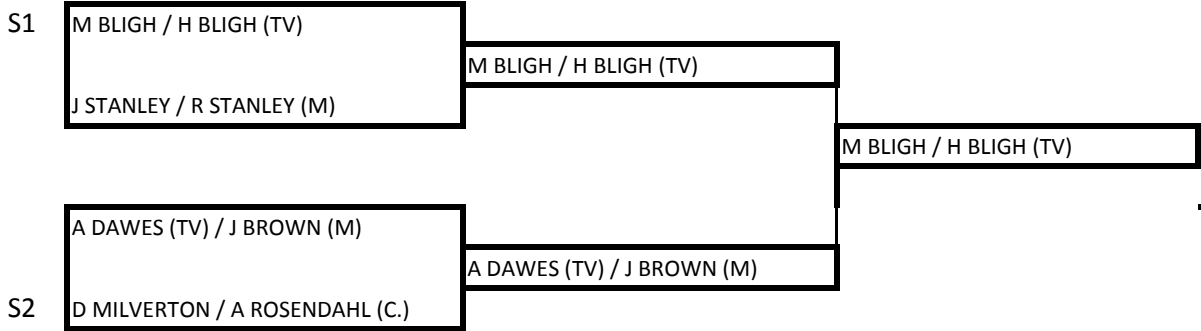 S1 M BLIGH / H BLIGH (TV)
M BLIGH / H BLIGH (TV)
J STANLEY / R STANLEY (M)
M BLIGH / H BLIGH (TV)
A DAWES (TV) / J BROWN (M)
A DAWES (TV) / J BROWN (M)
S2 D MILVERTON / A ROSENDAHL (C.)